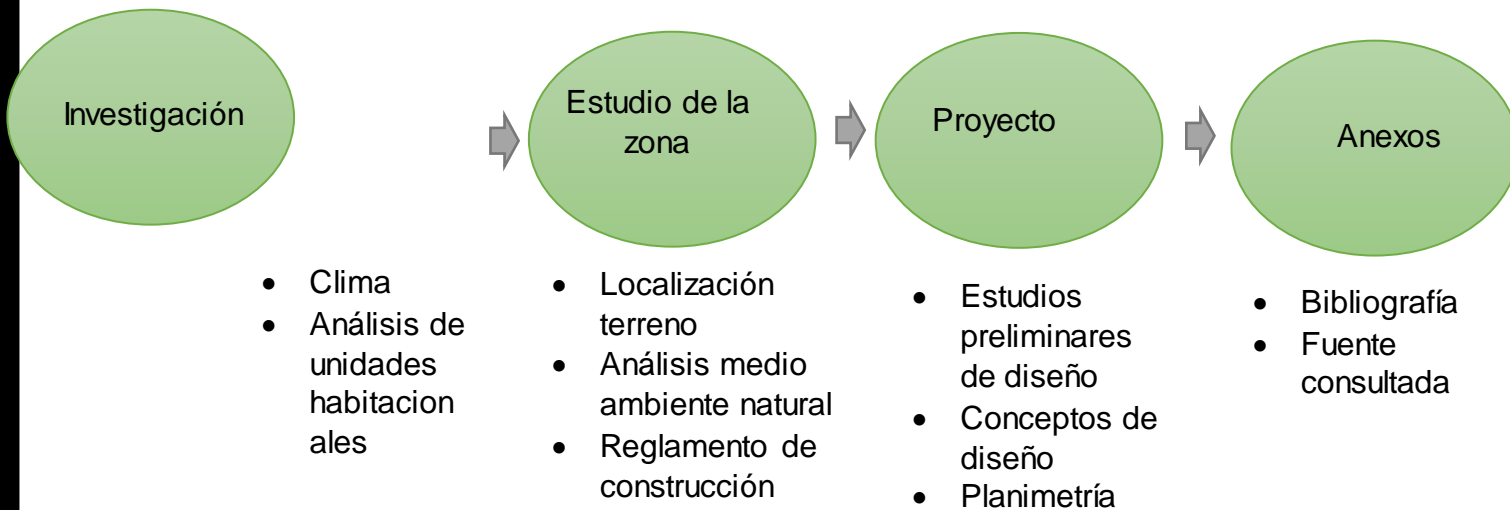 Investigación
Estudio de la
zona
Proyecto
Anexos
• Clima
• Análisis de
unidades
habitacion
ales
• Localización
terreno
• Análisis medio
ambiente natural
• Reglamento de
construcción
• Estudios
preliminares
de diseño
• Conceptos de
diseño
• Planimetría
• Bibliografía
• Fuente
consultada